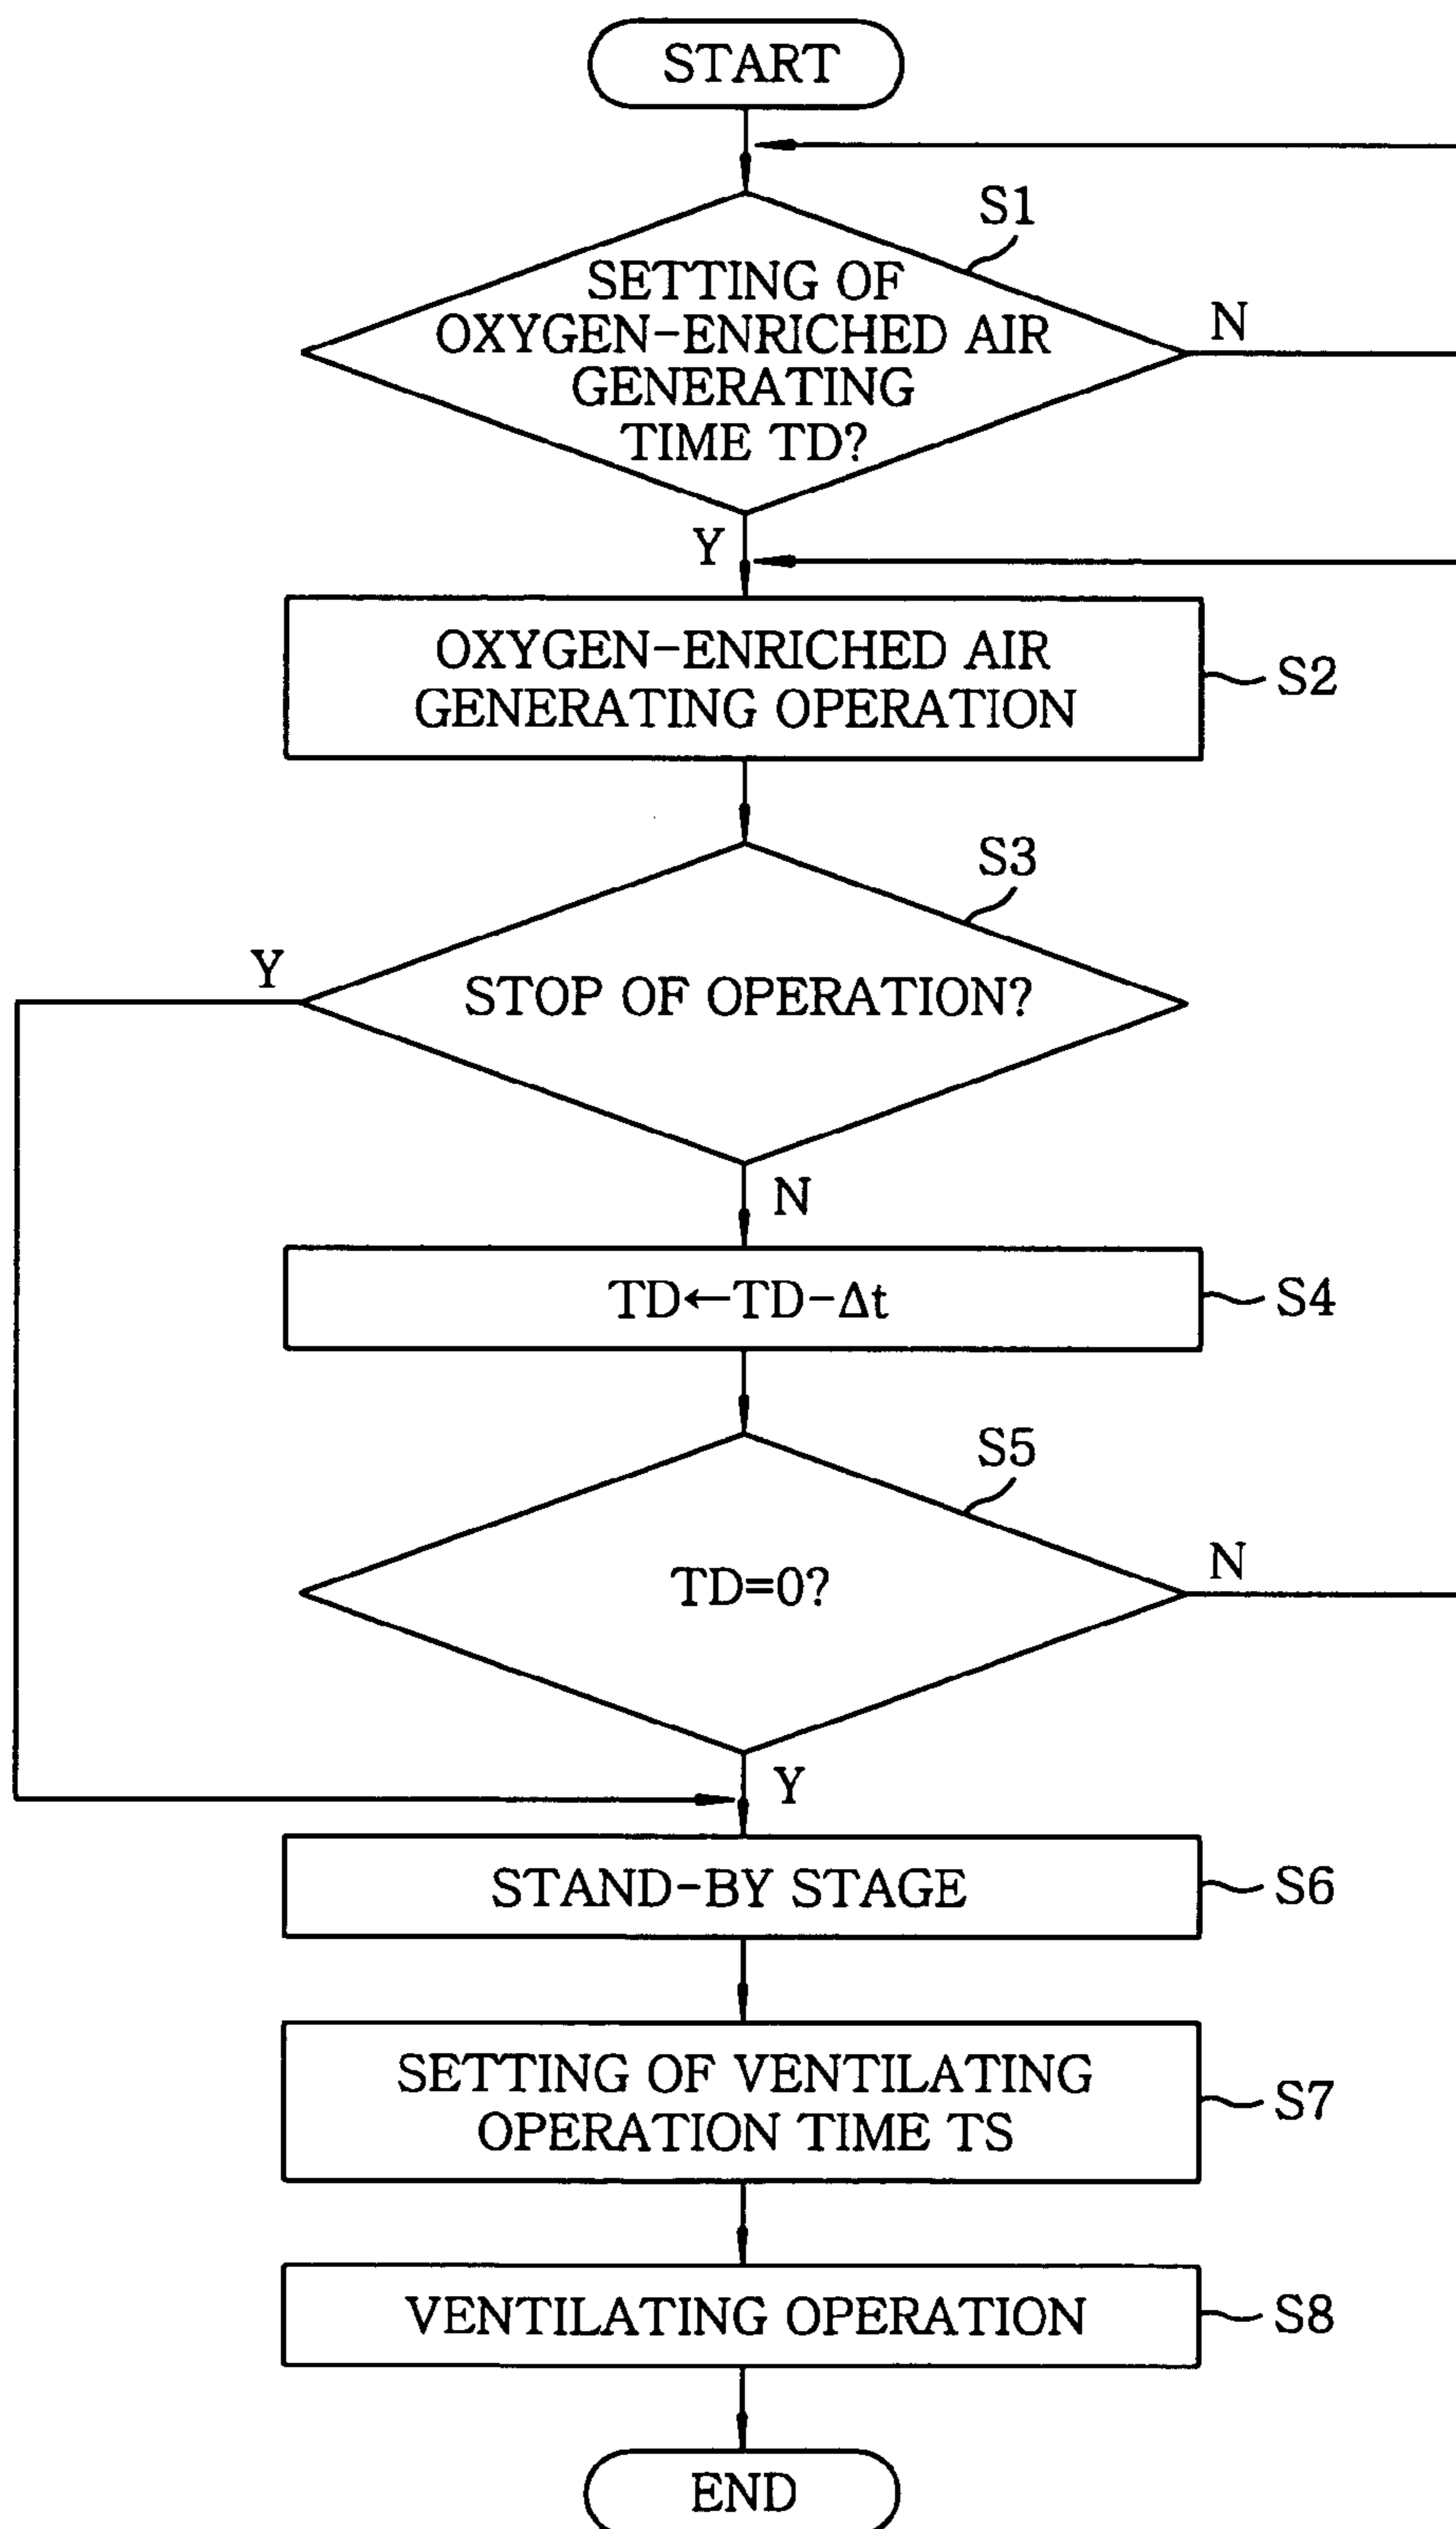 START
S1
SETTING OF
OXYGEN-ENRICHED AIR
GENERATING
TIME TD?
N
Y
OXYGEN-ENRICHED AIR
GENERATING OPERATION
S2
S3
Y
STOP OF OPERATION?
N
TD←TD-Δt
S4
S5
TD=0?
N
Y
STAND-BY STAGE
S6
SETTING OF VENTILATING
OPERATION TIME TS
S7
VENTILATING OPERATION
S8
END